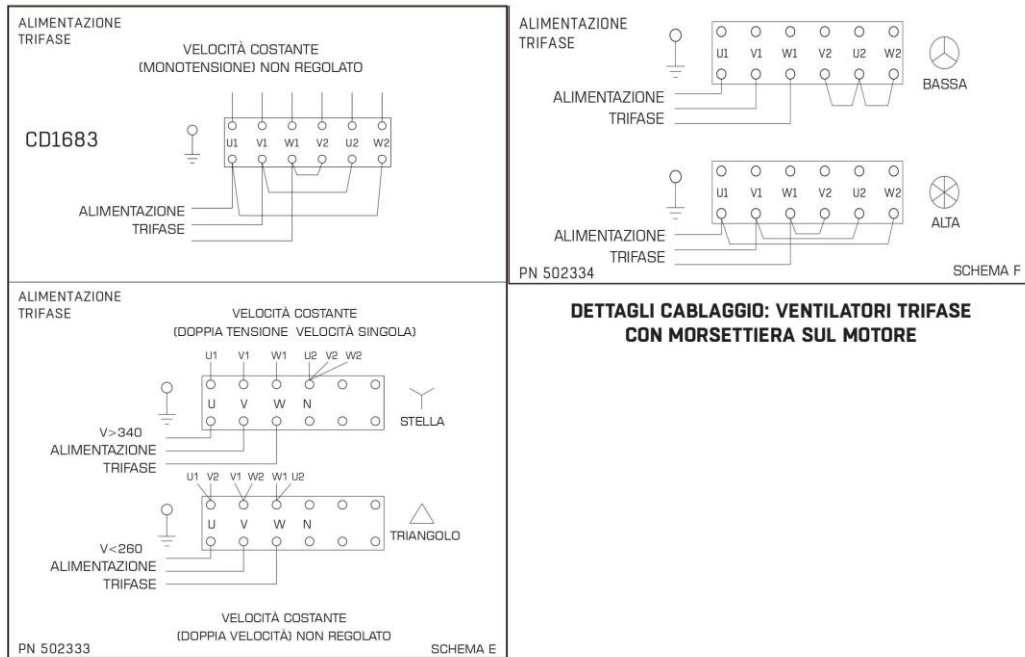 ALIMENTAZIONE
TRIFASE
VELOCITÀ COSTANTE
(MONOTENSIONE) NON REGOLATO
CD1683
U1 V1 W1 V2 U2 W2
ALIMENTAZIONE
TRIFASE
ALIMENTAZIONE
TRIFASE
VELOCITÀ COSTANTE
(DOPPIA TENSIONE VELOCITÀ SINGOLA)
U1 V1 W1 U2 V2 W2
U V W N
STELLA
V>340
ALIMENTAZIONE
TRIFASE
U1 V2 V1 W2 W1 U2
U V W N
TRIANGOLO
V<260
ALIMENTAZIONE
TRIFASE
VELOCITÀ COSTANTE
(DOPPIA VELOCITÀ) NON REGOLATO
PN 502333
SCHEMA E
ALIMENTAZIONE
TRIFASE
U1 V1 W1 V2 U2 W2
BASSA
ALIMENTAZIONE
TRIFASE
U1 V1 W1 V2 U2 W2
ALTA
ALIMENTAZIONE
TRIFASE
PN 502334
SCHEMA F
DETTAGLI CABLAGGIO: VENTILATORI TRIFASE
CON MORSETTIERA SUL MOTORE